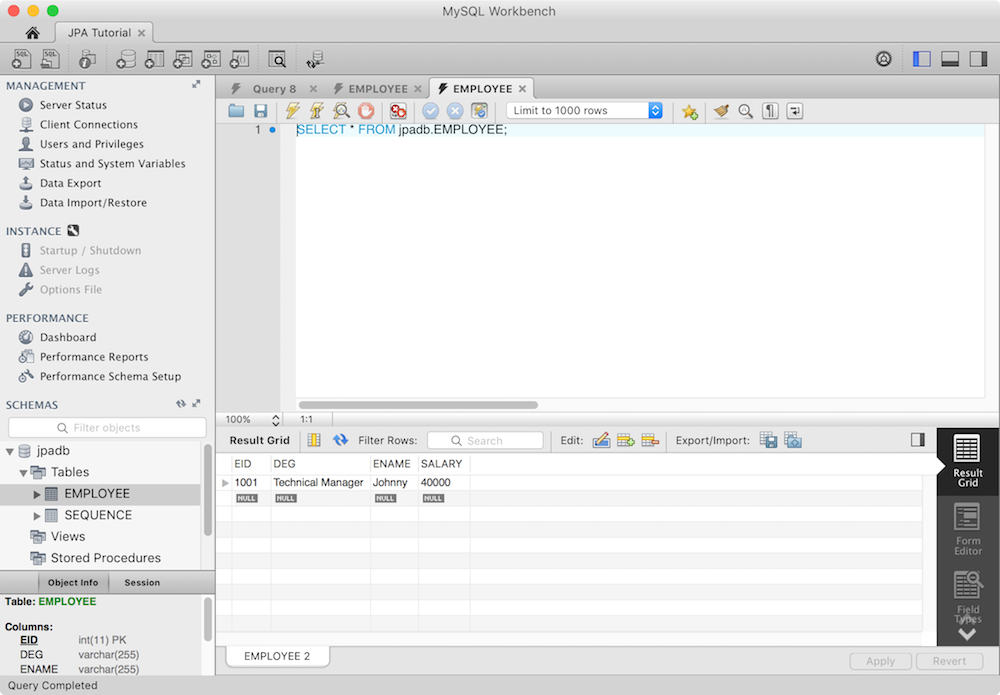 MySQL Workbench
JPA Tutorial
MANAGEMENT
Server Status
Client Connections
Users and Privileges
Status and System Variables
Data Export
Data Import/Restore
INSTANCE
Startup / Shutdown
Server Logs
Options File
PERFORMANCE
Dashboard
Performance Reports
Performance Schema Setup
SCHEMAS
Filter objects
jpadb
Tables
EMPLOYEE
SEQUENCE
Views
Stored Procedures
Object Info Session
Table: EMPLOYEE
Columns:
EID int(11) PK
DEG varchar(255)
ENAME varchar(255)
Query 8 EMPLOYEE EMPLOYEE
Limit to 1000 rows
1 SELECT * FROM jpadb.EMPLOYEE;
100% 1:1
Result Grid Filter Rows: Search Edit: Export/Import:
EID DEG ENAME SALARY
1001 Technical Manager Johnny 40000
NULL NULL NULL NULL
Result
Grid
Form
Editor
Field
Types
EMPLOYEE 2
Apply Revert
Query Completed